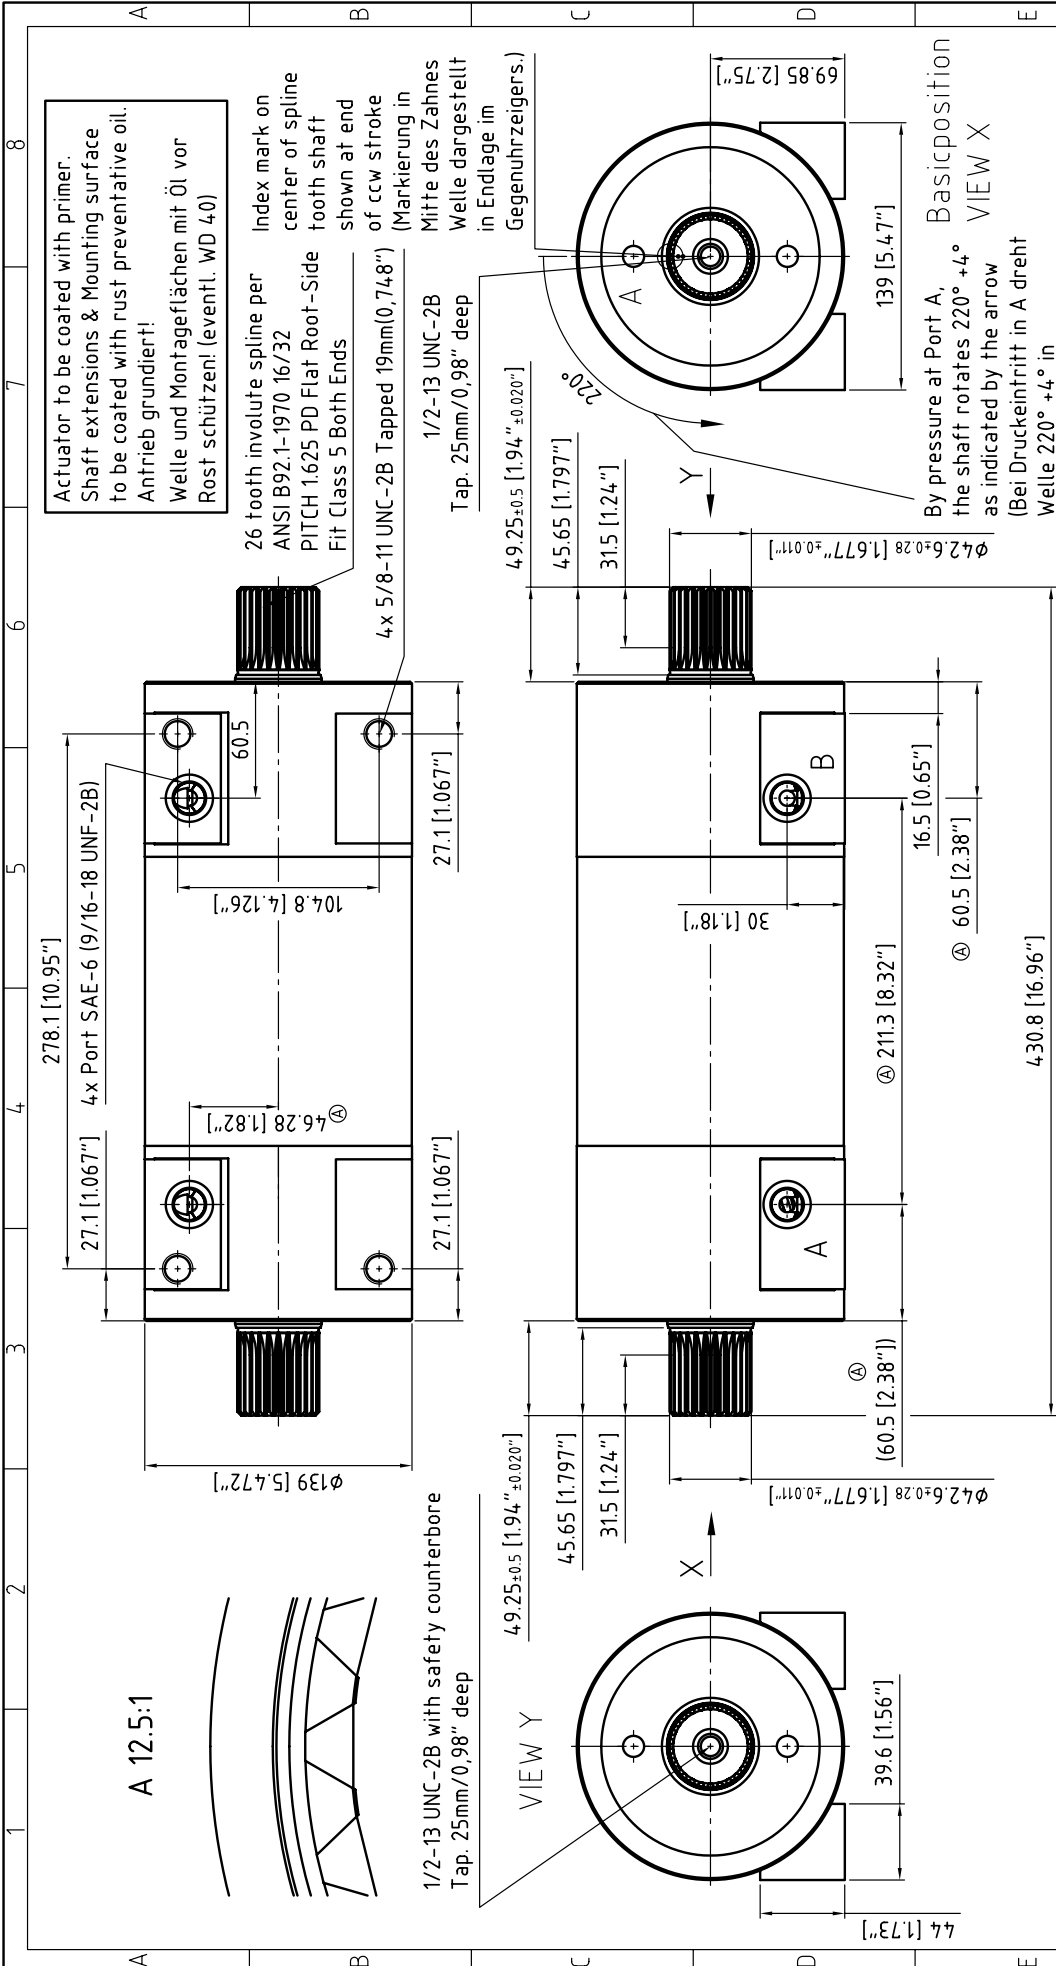 1
2
3
4
5
6
7
8
A
B
C
D
E
A
B
C
D
E
A 12.5:1
Actuator to be coated with primer.
Shaft extensions & Mounting surface
to be coated with rust preventative oil.
Antrieb grundiert!
Welle und Montageflächen mit Öl vor
Rost schützen! (eventl. WD 40)
278.1 [10.95"]
27.1 [1.067"]
4x Port SAE-6 (9/16-18 UNF-2B)
Ø139 [5.472"]
46.28 [1.82"]
A
104.8 [4.126"]
60.5
27.1 [1.067"]
27.1 [1.067"]
26 tooth involute spline per
ANSI B92.1-1970 16/32
PITCH 1.625 PD Flat Root-Side
Fit Class 5 Both Ends
4x 5/8-11 UNC-2B Tapped 19mm(0,748")
Index mark on
center of spline
tooth shaft
shown at end
of ccw stroke
(Markierung in
Mitte des Zahnes
Welle dargestellt
in Endlage im
Gegenuhrzeigers.)
1/2-13 UNC-2B
Tap. 25mm/0,98" deep
1/2-13 UNC-2B with safety counterbore
Tap. 25mm/0,98" deep
VIEW Y
49.25±0.5 [1.94"±0.020"]
45.65 [1.797"]
31.5 [1.24"]
49.25±0.5 [1.94"±0.020"]
45.65 [1.797"]
31.5 [1.24"]
X
Y
220°
A
A
B
30 [1.18"]
69.85 [2.75"]
Ø42.6±0.28 [1.677"±0.011"]
Ø42.6±0.28 [1.677"±0.011"]
44 [1.73"]
39.6 [1.56"]
A
(60.5 [2.38"])
A 211.3 [8.32"]
16.5 [0.65"]
A 60.5 [2.38"]
430.8 [16.96"]
139 [5.47"]
Basicposition
VIEW X
By pressure at Port A,
the shaft rotates 220° +4°
as indicated by the arrow
(Bei Druckeintritt in A dreht
Welle 220° +4° in